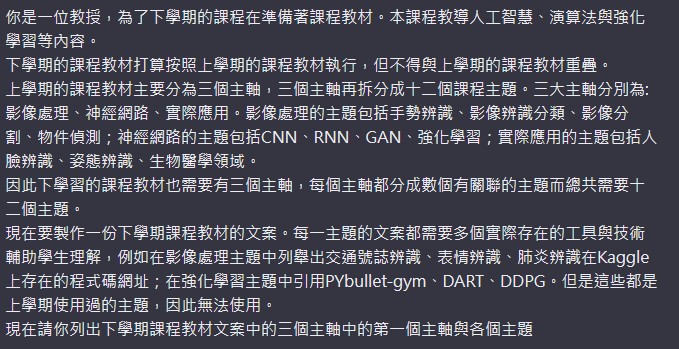 你是一位教授，為了下學期的課程在準備著課程教材。本課程教導人工智慧、演算法與強化
學習等內容。
下學期的課程教材打算按照上學期的課程教材執行，但不得與上學期的課程教材重疊。
上學期的課程教材主要分為三個主軸，三個主軸再拆分成十二個課程主題。三大主軸分別為:
影像處理、神經網路、實際應用。影像處理的主題包括手勢辨識、影像辨識分類、影像分
割、物件偵測；神經網路的主題包括CNN、RNN、GAN、強化學習；實際應用的主題包括人
臉辨識、姿態辨識、生物醫學領域。
因此下學習的課程教材也需要有三個主軸，每個主軸都分成數個有關聯的主題而總共需要十
二個主題。
現在要製作一份下學期課程教材的文案。每一主題的文案都需要多個實際存在的工具與技術
輔助學生理解，例如在影像處理主題中列舉出交通號誌辨識、表情辨識、肺炎辨識在Kaggle
上存在的程式碼網址；在強化學習主題中引用PYbullet-gym、DART、DDPG。但是這些都是
上學期使用過的主題，因此無法使用。
現在請你列出下學期課程教材文案中的三個主軸中的第一個主軸與各個主題